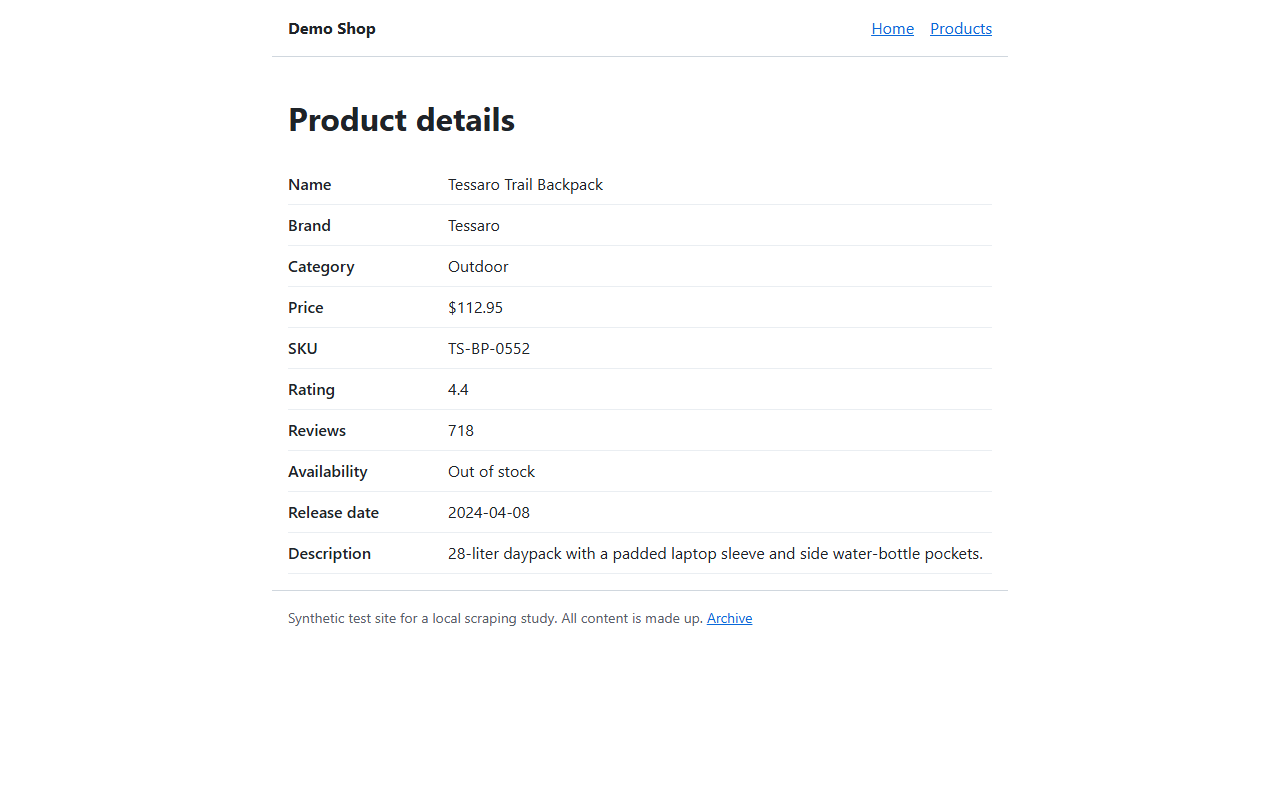 Demo Shop
Home Products
Product details
Name Tessaro Trail Backpack
Brand Tessaro
Category Outdoor
Price $112.95
SKU TS-BP-0552
Rating 4.4
Reviews 718
Availability Out of stock
Release date 2024-04-08
Description 28-liter daypack with a padded laptop sleeve and side water-bottle pockets.
Synthetic test site for a local scraping study. All content is made up. Archive